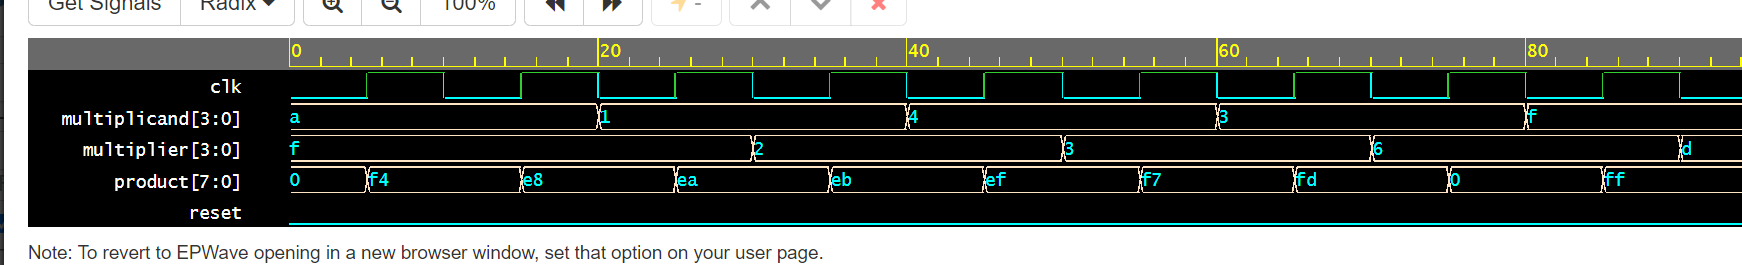 Get Signals Radix 100% -
0 20 40 60 80
clk
multiplicand[3:0] a 1 4 3 f
multiplier[3:0] f 2 3 6 d
product[7:0] 0 f4 e8 ea eb ef f7 fd 0 ff
reset
Note: To revert to EPWave opening in a new browser window, set that option on your user page.